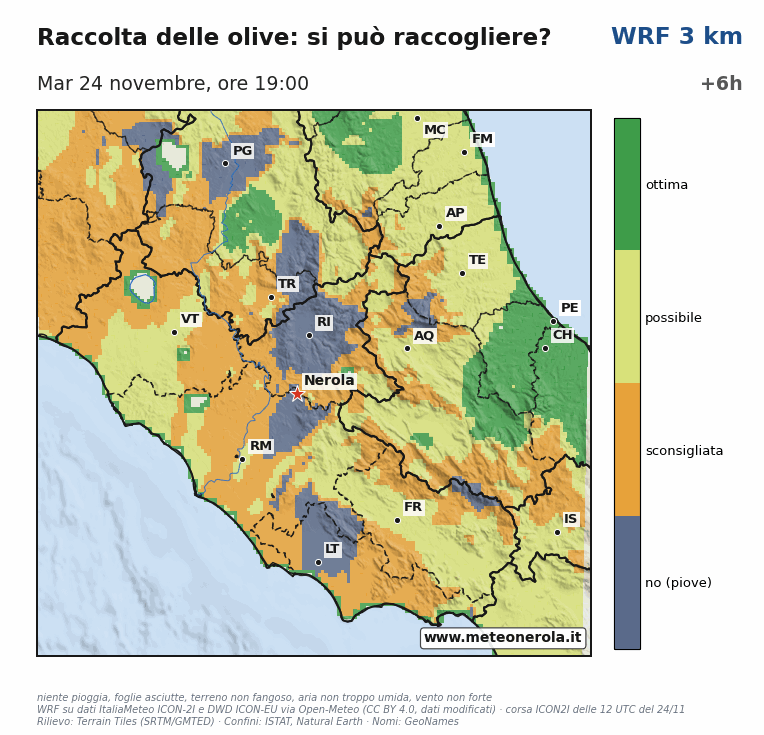 Raccolta delle olive: si può raccogliere?
WRF 3 km
Mar 24 novembre, ore 19:00
+6h
MC
FM
PG
AP
TE
TR
PE
VT
RI
CH
AQ
Nerola
RM
FR
IS
LT
www.meteonerola.it
ottima
possibile
sconsigliata
no (piove)
niente pioggia, foglie asciutte, terreno non fangoso, aria non troppo umida, vento non forte
WRF su dati ItaliaMeteo ICON-2I e DWD ICON-EU via Open-Meteo (CC BY 4.0, dati modificati) · corsa ICON2I delle 12 UTC del 24/11
Rilievo: Terrain Tiles (SRTM/GMTED) · Confini: ISTAT, Natural Earth · Nomi: GeoNames